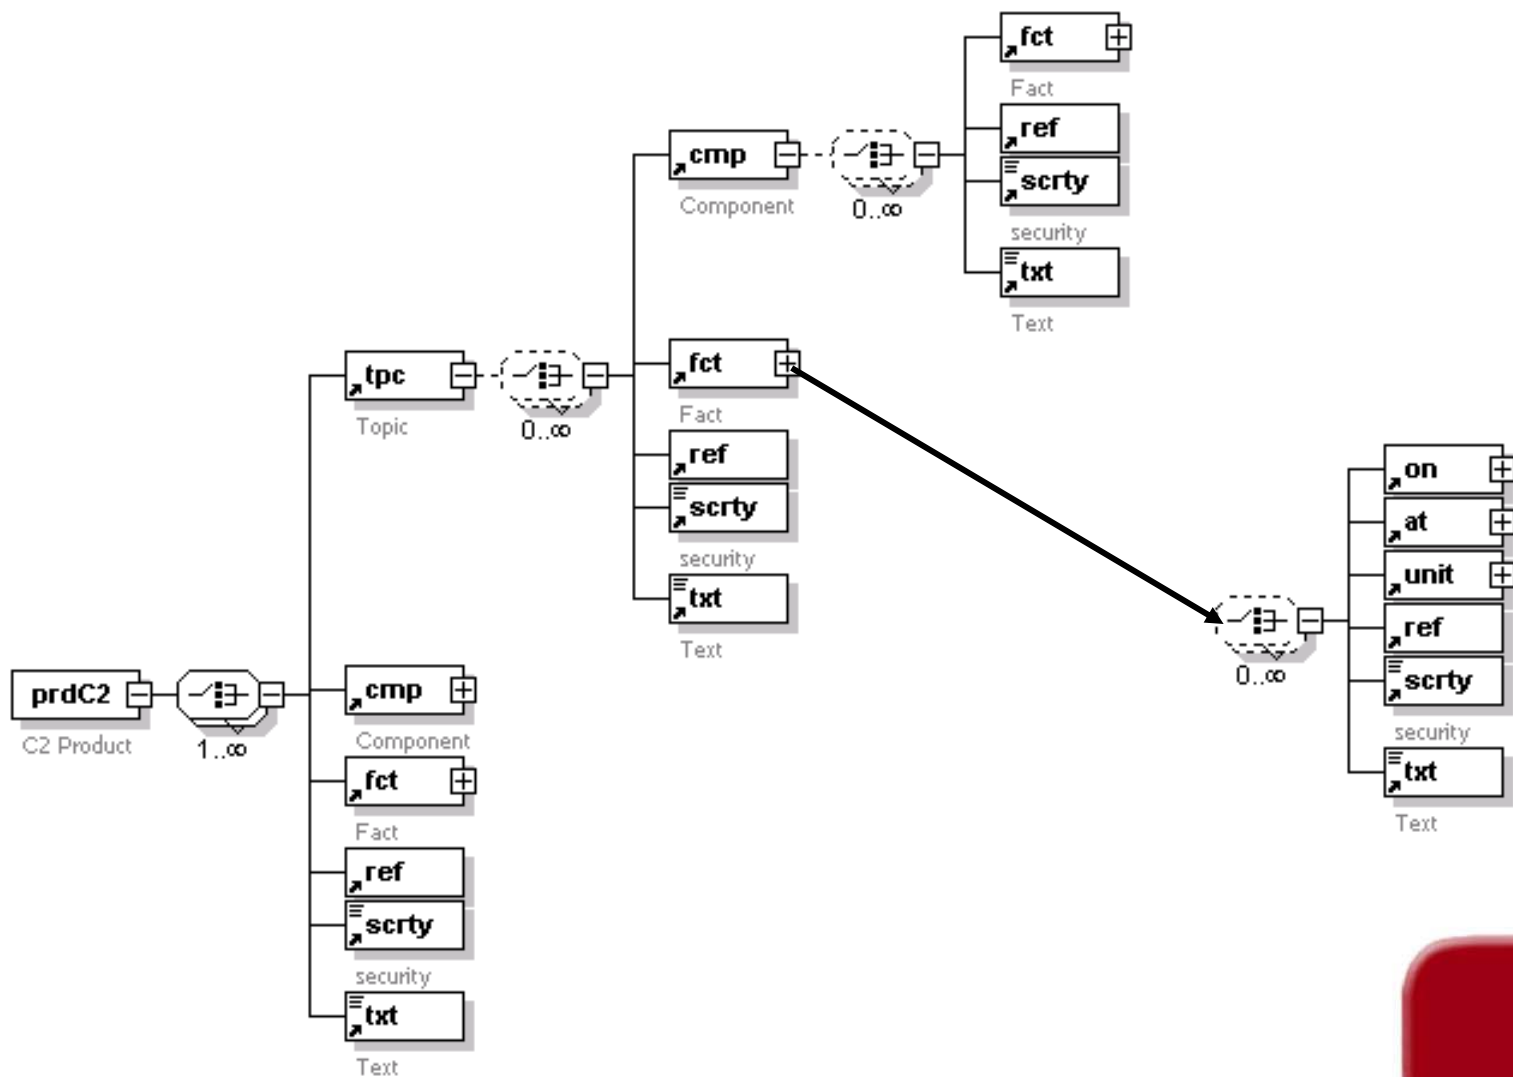 fct
Fact
ref
scrty
security
txt
Text
cmp
Component
0..∞
fct
Fact
ref
scrty
security
txt
Text
tpc
Topic
0..∞
on
at
unit
ref
scrty
security
txt
Text
0..∞
prdC2
C2 Product
1..∞
cmp
Component
fct
Fact
ref
scrty
security
txt
Text